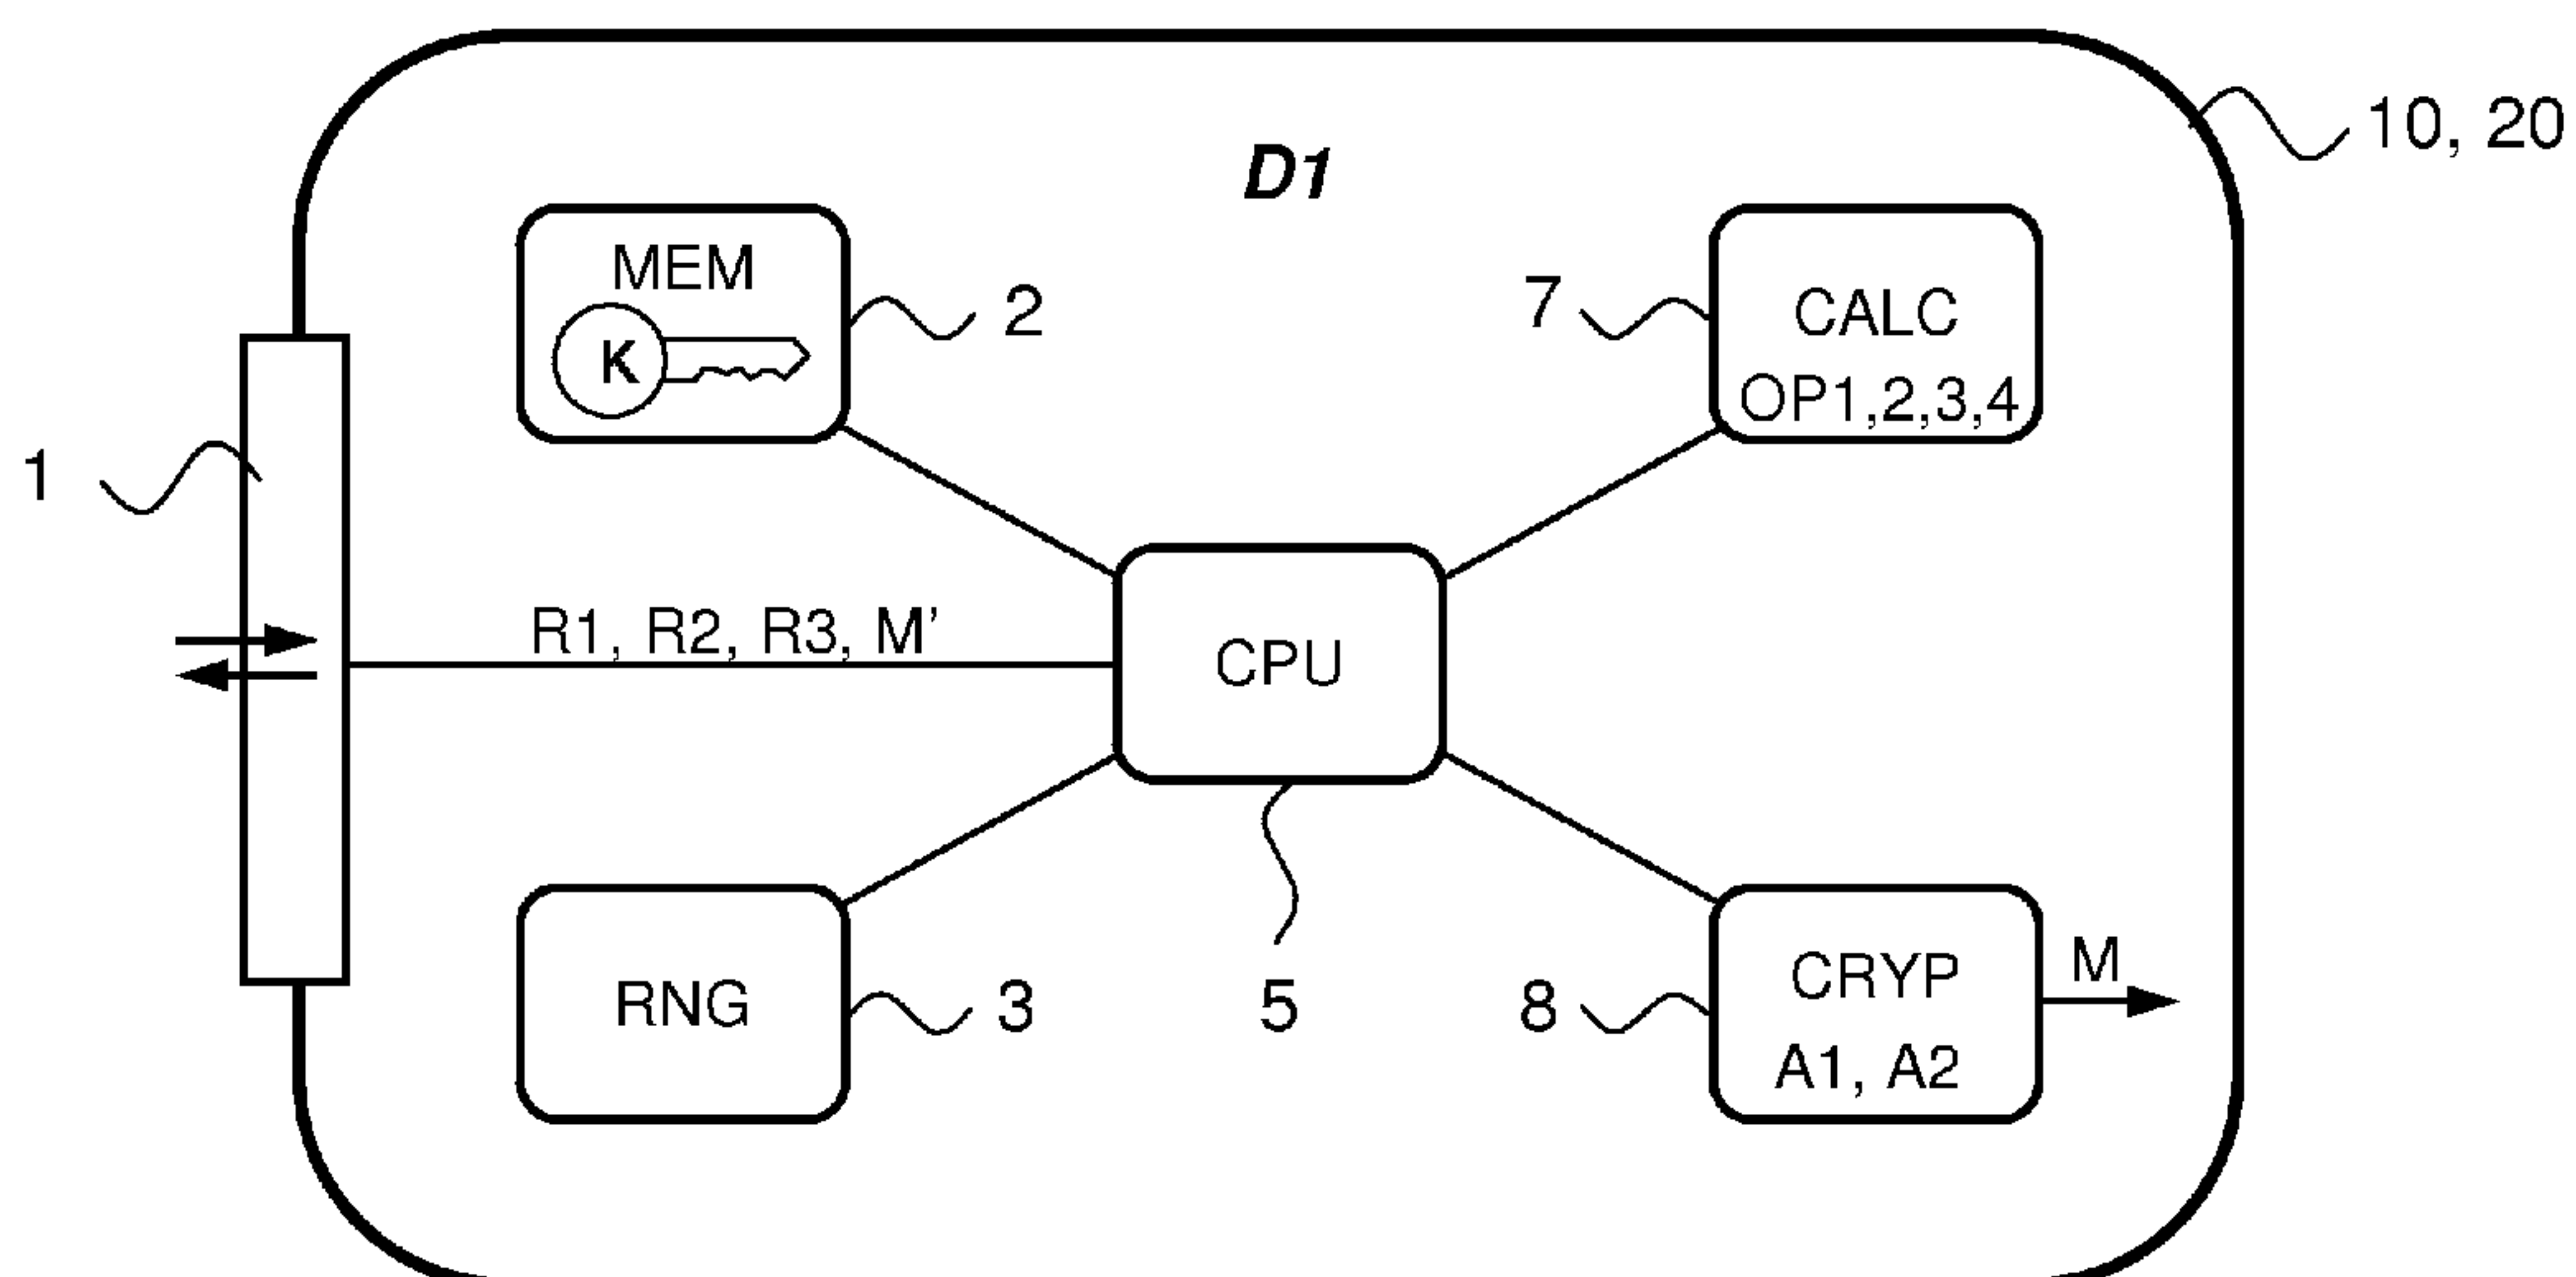 10, 20
D1
MEM
K
2
7
CALC
OP1,2,3,4
1
R1, R2, R3, M’
CPU
RNG
3
5
8
CRYP
A1, A2
M